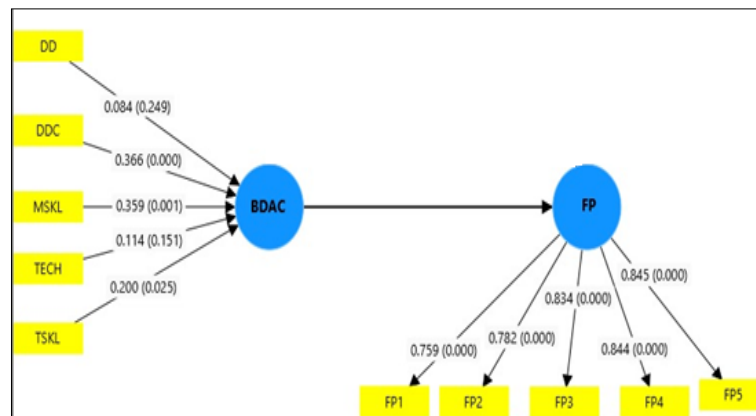 DD
0.084 (0.249)
DDC
0.366 (0.000)
MSKL
0.359 (0.001)
TECH
0.114 (0.151)
TSKL
0.200 (0.025)
BDAC
FP
0.759 (0.000)
0.782 (0.000)
0.834 (0.000)
0.844 (0.000)
0.845 (0.000)
FP1
FP2
FP3
FP4
FP5